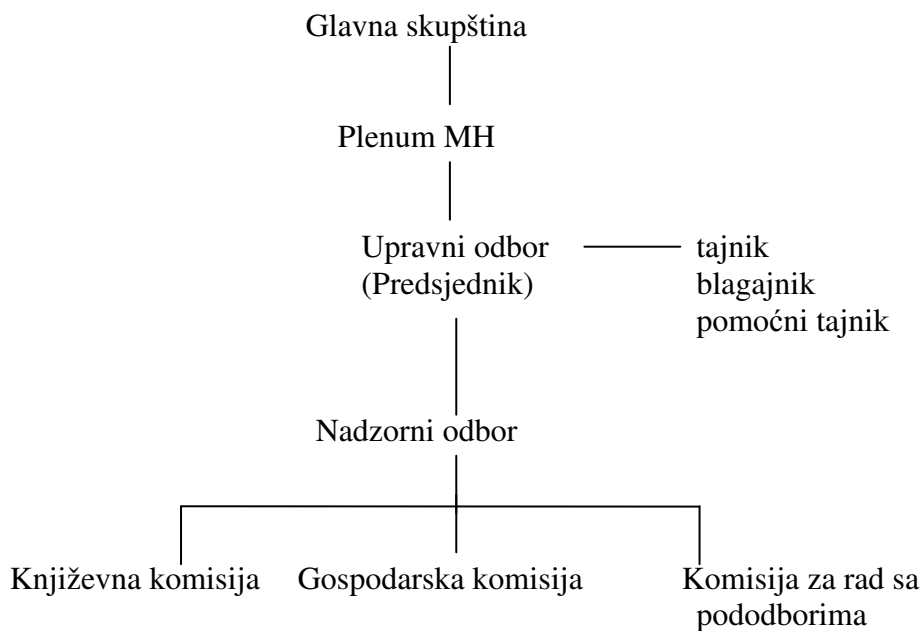 Glavna skupština
Plenum MH
Upravni odbor
(Predsjednik)
tajnik
blagajnik
pomoćni tajnik
Nadzorni odbor
Književna komisija
Gospodarska komisija
Komisija za rad sa
pododborima